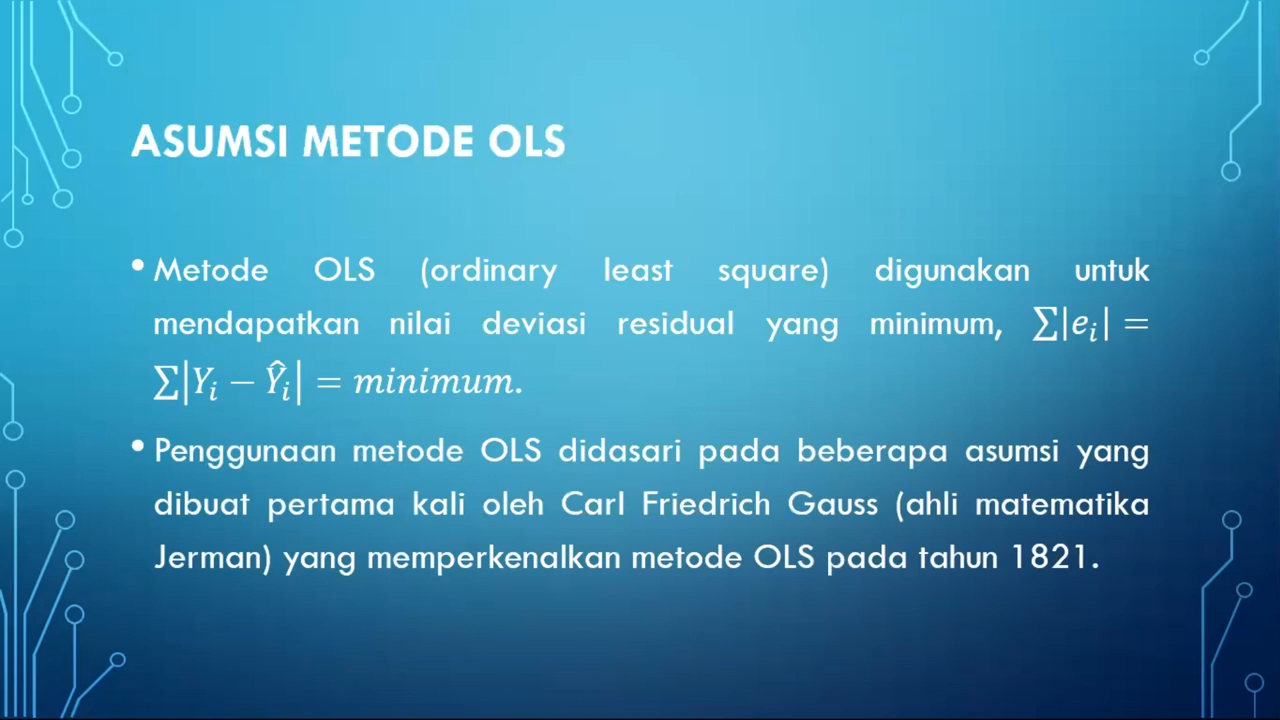 ASUMSI METODE OLS
• Metode OLS (ordinary least square) digunakan untuk
mendapatkan nilai deviasi residual yang minimum, ∑|eᵢ| =
∑|Yᵢ − Ŷᵢ| = minimum.
• Penggunaan metode OLS didasari pada beberapa asumsi yang
dibuat pertama kali oleh Carl Friedrich Gauss (ahli matematika
Jerman) yang memperkenalkan metode OLS pada tahun 1821.